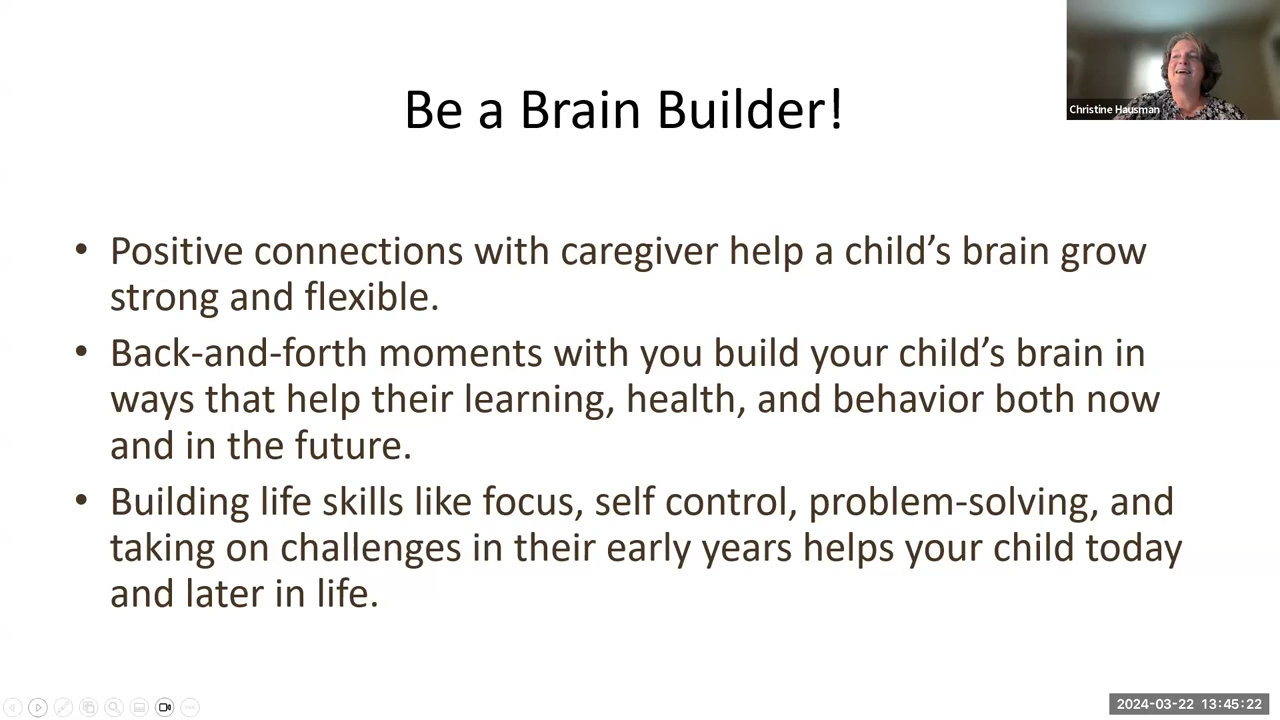 Be a Brain Builder!
Christine Hausman
• Positive connections with caregiver help a child’s brain grow
strong and flexible.
• Back-and-forth moments with you build your child’s brain in
ways that help their learning, health, and behavior both now
and in the future.
• Building life skills like focus, self control, problem-solving, and
taking on challenges in their early years helps your child today
and later in life.
2024-03-22 13:45:22